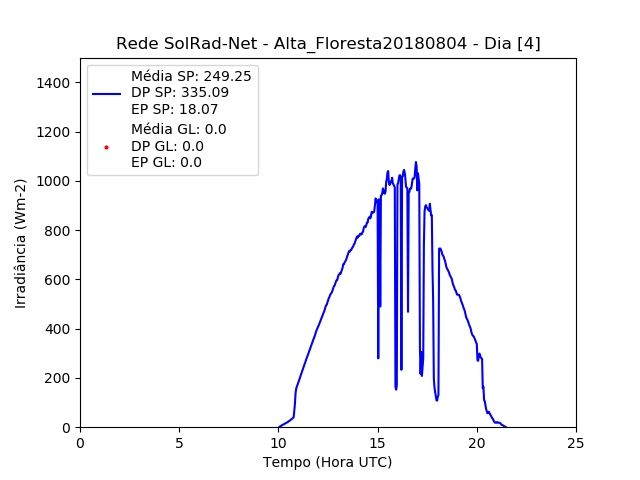 Rede SolRad-Net - Alta_Floresta20180804 - Dia [4]
Média SP: 249.25
DP SP: 335.09
EP SP: 18.07
Média GL: 0.0
DP GL: 0.0
EP GL: 0.0
1400
1200
1000
800
600
400
200
0
Irradiância (Wm-2)
0 5 10 15 20 25
Tempo (Hora UTC)